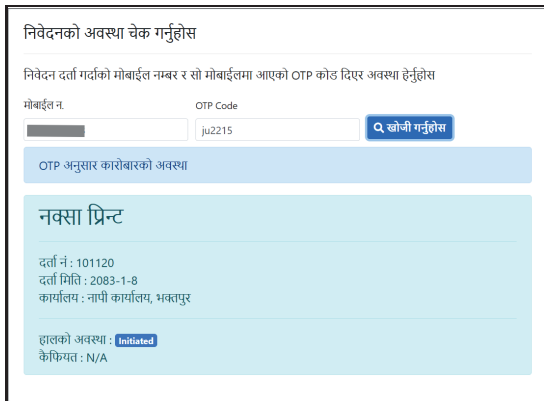 निवेदनको अवस्था चेक गर्नुहोस
निवेदन दर्ता गर्दाको मोबाईल नम्बर र सो मोबाईलमा आएको OTP कोड दिएर अवस्था हेर्नुहोस
मोबाईल न. OTP Code
ju2215 खोजी गर्नुहोस
OTP अनुसार कारोबारको अवस्था
नक्सा प्रिन्ट
दर्ता नं : 101120
दर्ता मिति : 2083-1-8
कार्यालय : नापी कार्यालय, भक्तपुर
हालको अवस्था : Initiated
कैफियत : N/A